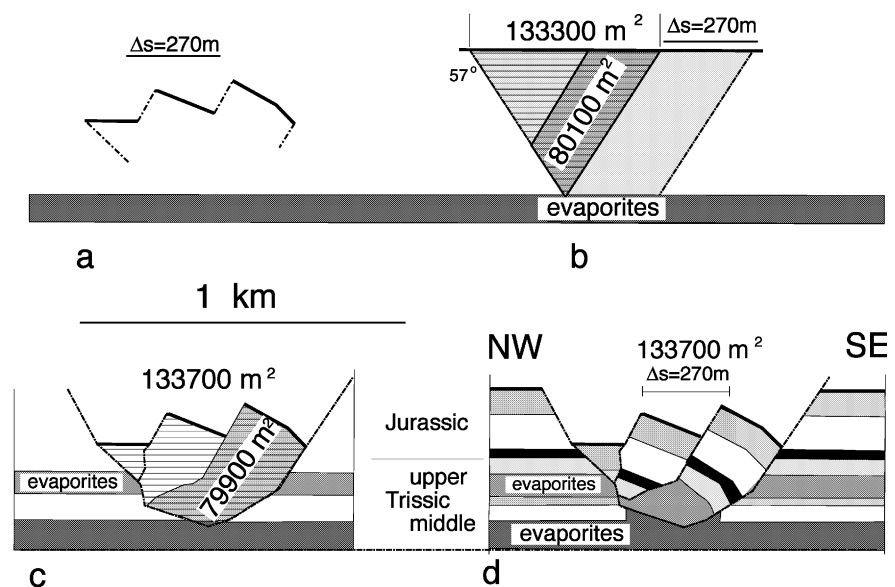 Δs=270m
133300 m²
Δs=270m
57°
80100 m²
evaporites
a
b
1 km
NW
SE
133700 m²
133700 m²
Δs=270m
Jurassic
79900 m²
evaporites
upper
Trissic
middle
evaporites
evaporites
c
d